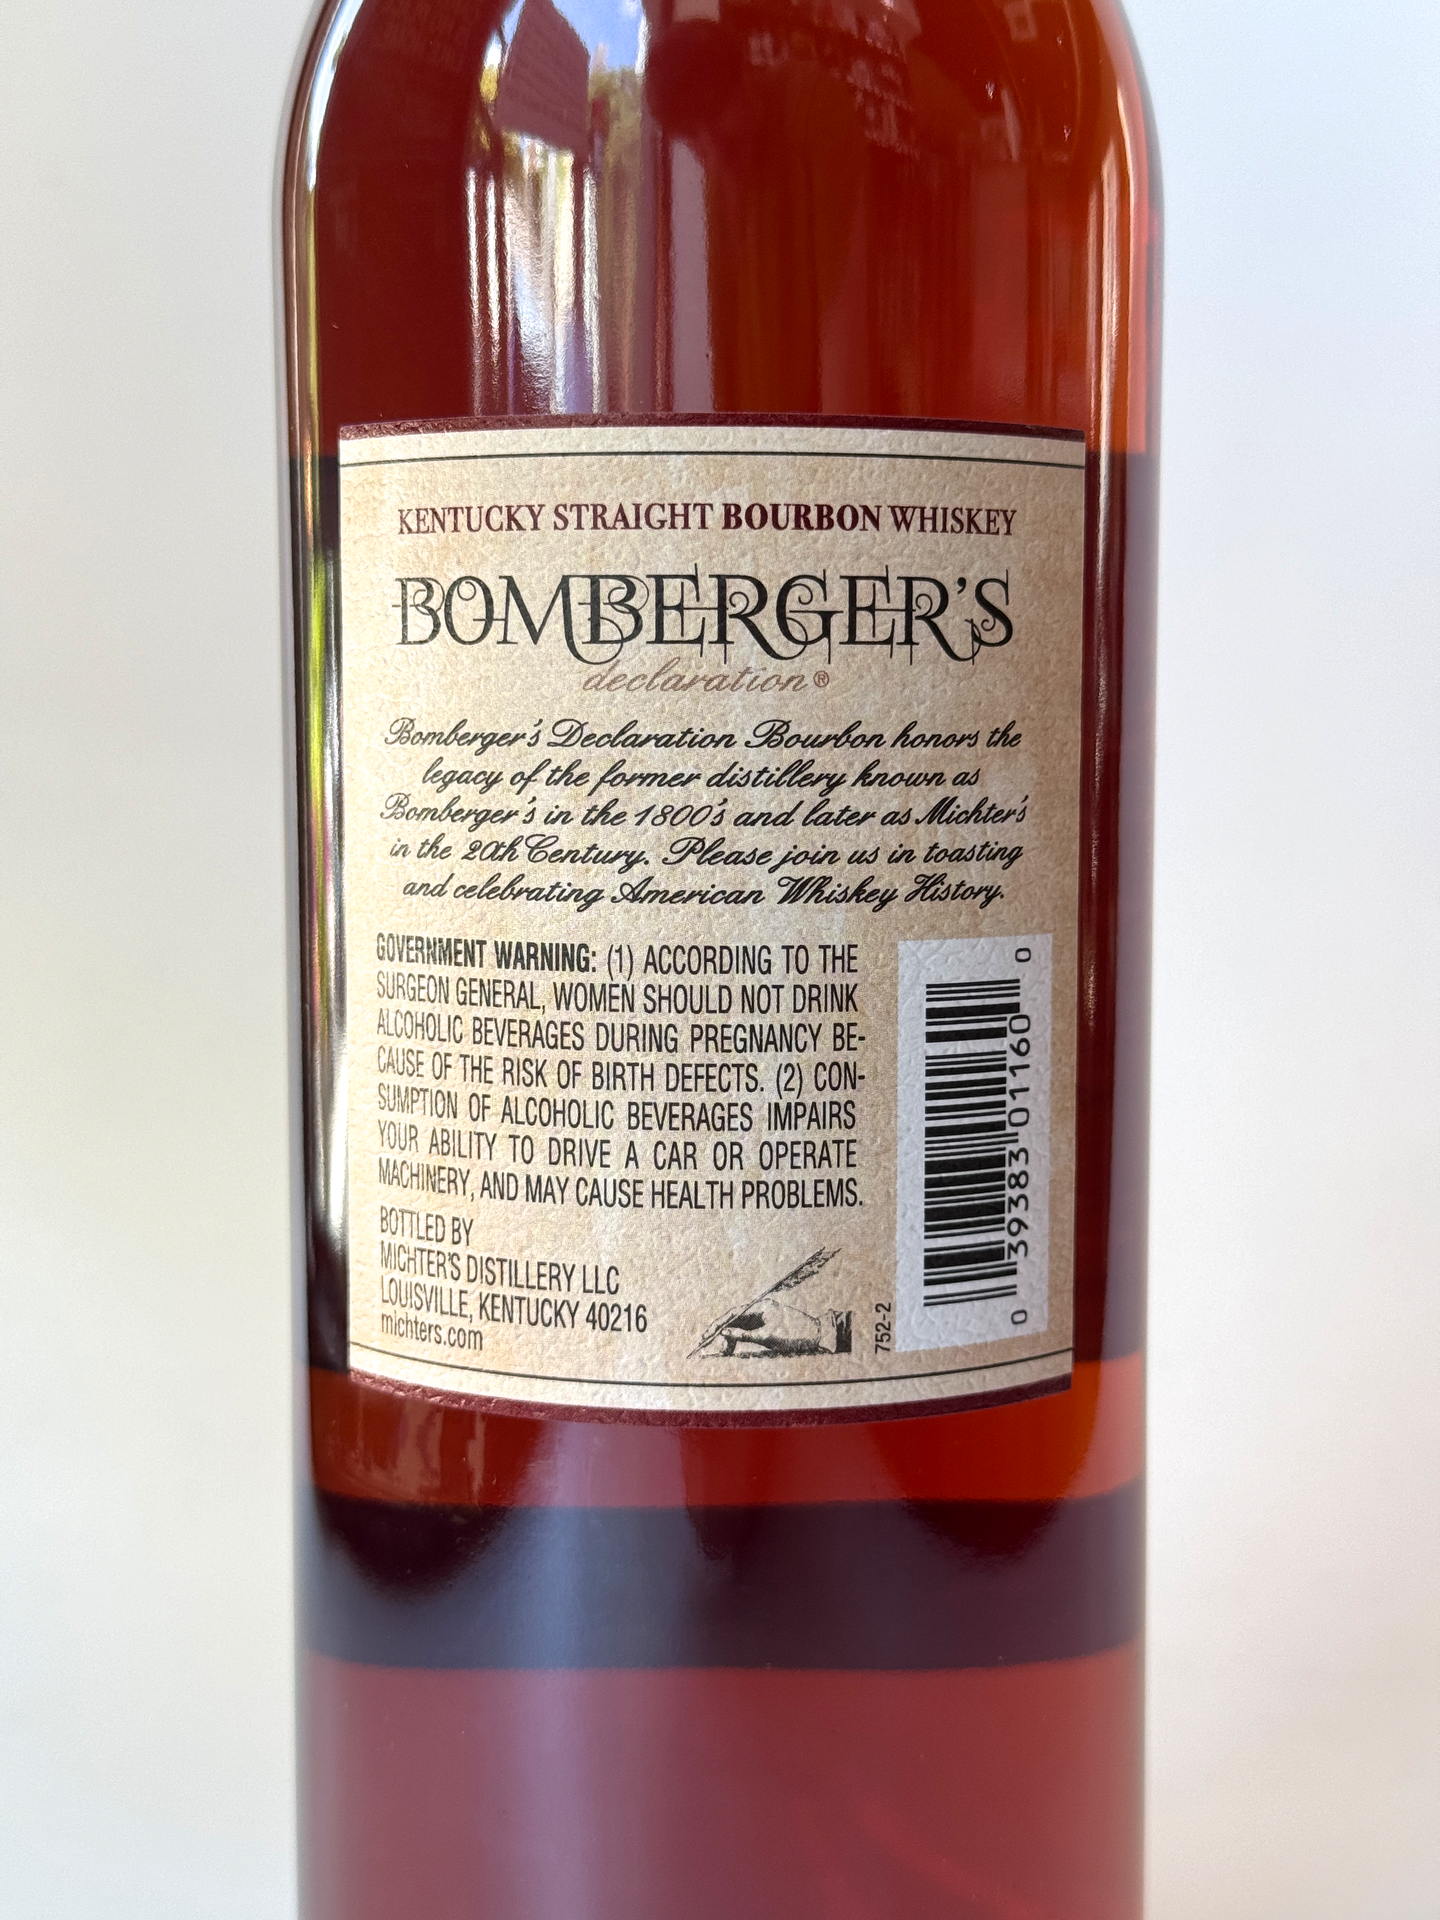 KENTUCKY STRAIGHT BOURBON WHISKEY
BOMBERGER'S
declaration®
Bomberger's Declaration Bourbon honors the
legacy of the former distillery known as
Bomberger's in the 1800's and later as Michter's
in the 20th Century. Please join us in toasting
and celebrating American Whiskey History.
GOVERNMENT WARNING: (1) ACCORDING TO THE
SURGEON GENERAL, WOMEN SHOULD NOT DRINK
ALCOHOLIC BEVERAGES DURING PREGNANCY BE-
CAUSE OF THE RISK OF BIRTH DEFECTS. (2) CON-
SUMPTION OF ALCOHOLIC BEVERAGES IMPAIRS
YOUR ABILITY TO DRIVE A CAR OR OPERATE
MACHINERY, AND MAY CAUSE HEALTH PROBLEMS.
BOTTLED BY
MICHTER'S DISTILLERY LLC
LOUISVILLE, KENTUCKY 40216
michters.com
752-2
0 39383 01160 0